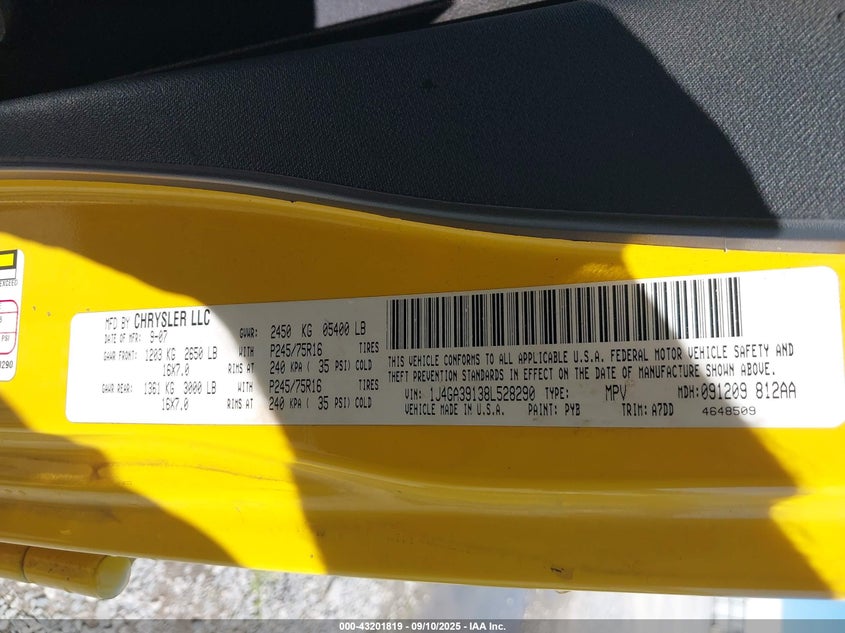 EXCEED
PSI
8290
MFD BY CHRYSLER LLC
DATE OF MFR: 9-07
GVWR: 2450 KG 05400 LB
GAWR FRONT: 1203 KG 2650 LB WITH P245/75R16 TIRES
16X7.0 RIMS AT 240 KPA ( 35 PSI) COLD
GAWR REAR: 1361 KG 3000 LB WITH P245/75R16 TIRES
16X7.0 RIMS AT 240 KPA ( 35 PSI) COLD
THIS VEHICLE CONFORMS TO ALL APPLICABLE U.S.A. FEDERAL MOTOR VEHICLE SAFETY AND
THEFT PREVENTION STANDARDS IN EFFECT ON THE DATE OF MANUFACTURE SHOWN ABOVE.
VIN: 1J4GA39138L528290 TYPE: MPV MDH:091209 812AA
MADE IN U.S.A. PAINT: PYB TRIM: A7DD 4648509
000-43201819 - 09/10/2025 - IAA Inc.